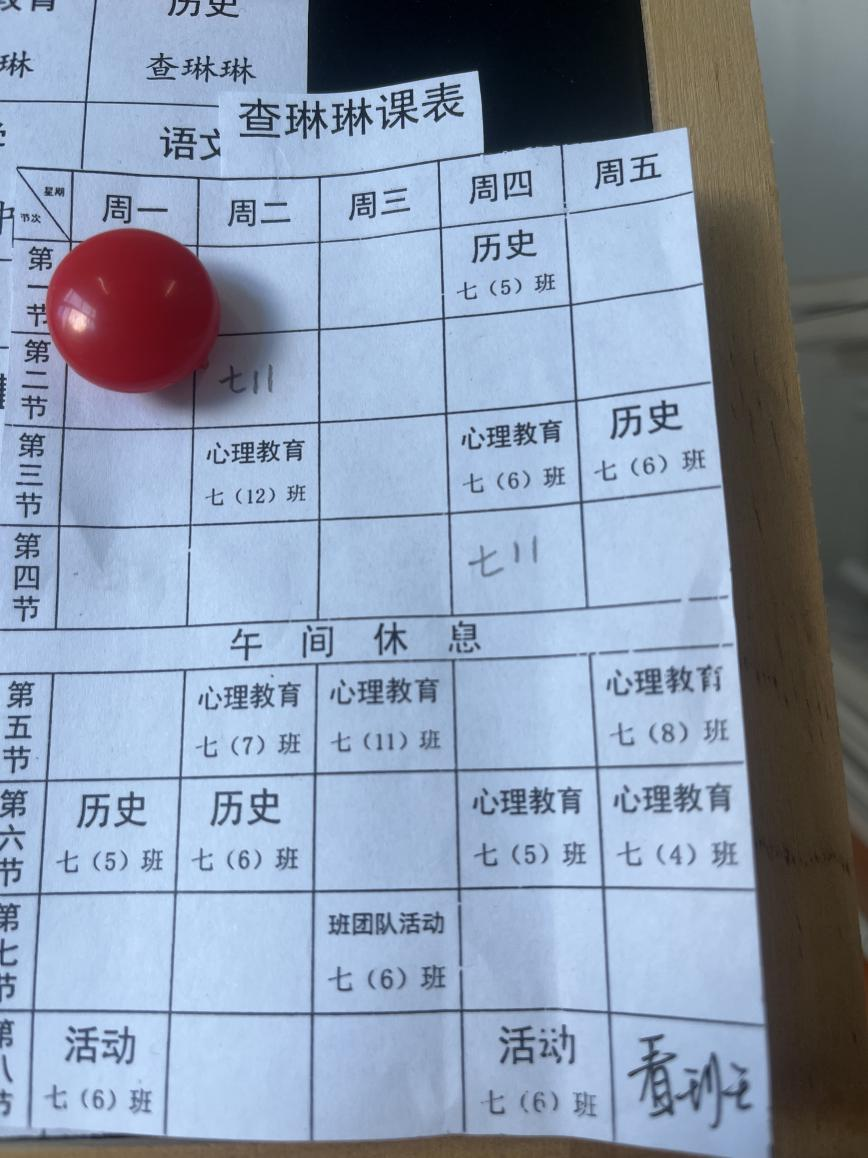 历史
琳
查琳琳
语文
查琳琳课表
星期
节次
周一 周二 周三 周四 周五
第一节 历史
七（5）班
第二节 七11
第三节 心理教育 心理教育 历史
七（12）班 七（6）班 七（6）班
第四节 七11
午间休息
第五节 心理教育 心理教育 心理教育
七（7）班 七（11）班 七（8）班
第六节 历史 历史 心理教育 心理教育
七（5）班 七（6）班 七（5）班 七（4）班
第七节 班团队活动
七（6）班
第八节 活动 活动 看班
七（6）班 七（6）班